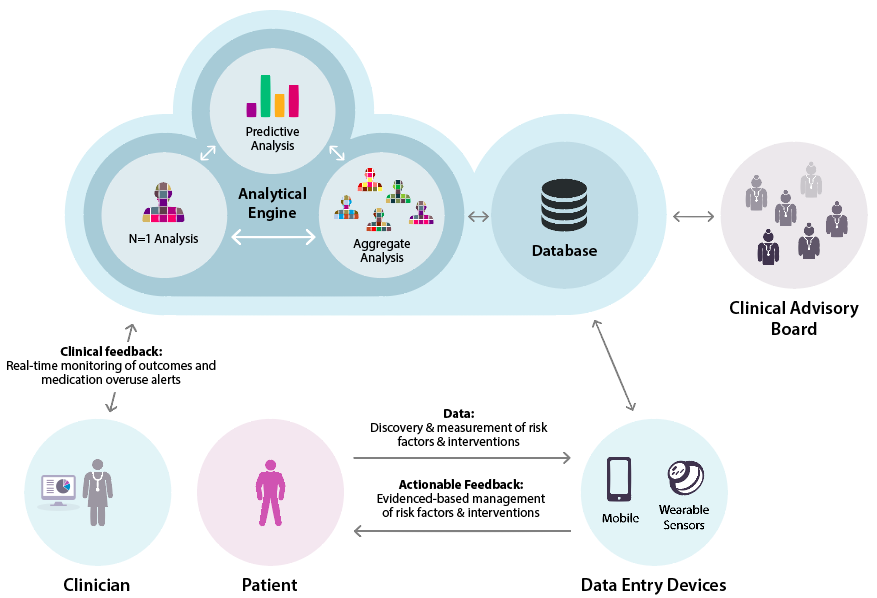 Predictive
Analysis
Analytical
Engine
N=1 Analysis
Aggregate
Analysis
Database
Clinical Advisory
Board
Clinical feedback:
Real-time monitoring of outcomes and
medication overuse alerts
Data:
Discovery & measurement of risk
factors & interventions
Actionable Feedback:
Evidenced-based management
of risk factors & interventions
Mobile
Wearable
Sensors
Clinician
Patient
Data Entry Devices